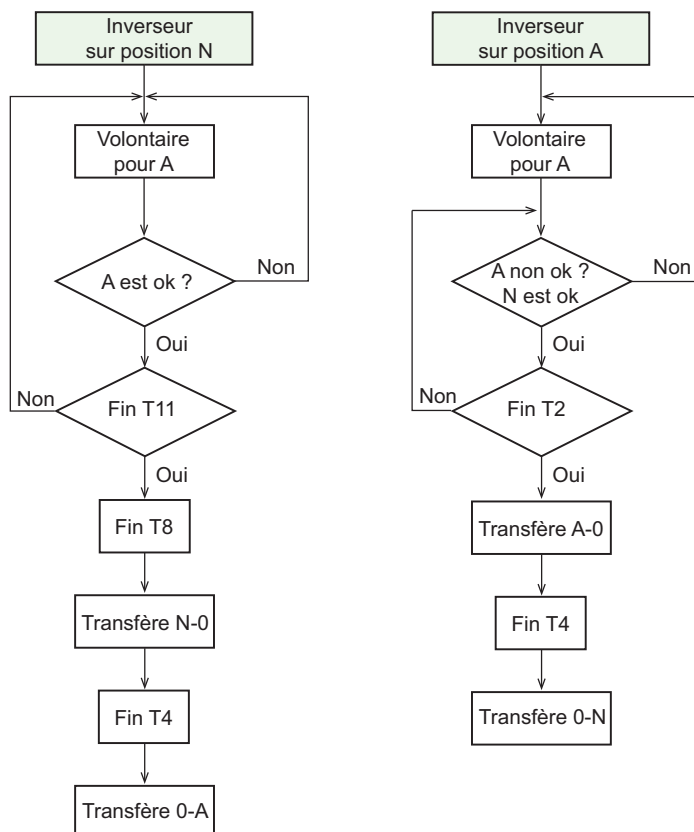 Inverseur
sur position N
Volontaire
pour A
A est ok ?
Non
Oui
Non
Fin T11
Oui
Fin T8
Transfère N-0
Fin T4
Transfère 0-A
Inverseur
sur position A
Volontaire
pour A
A non ok ?
N est ok
Non
Oui
Non
Fin T2
Oui
Transfère A-0
Fin T4
Transfère 0-N